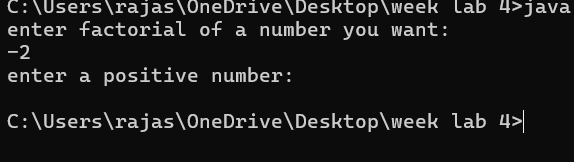 C:\Users\rajas\OneDrive\Desktop\week lab 4>java
enter factorial of a number you want:
-2
enter a positive number:
C:\Users\rajas\OneDrive\Desktop\week lab 4>